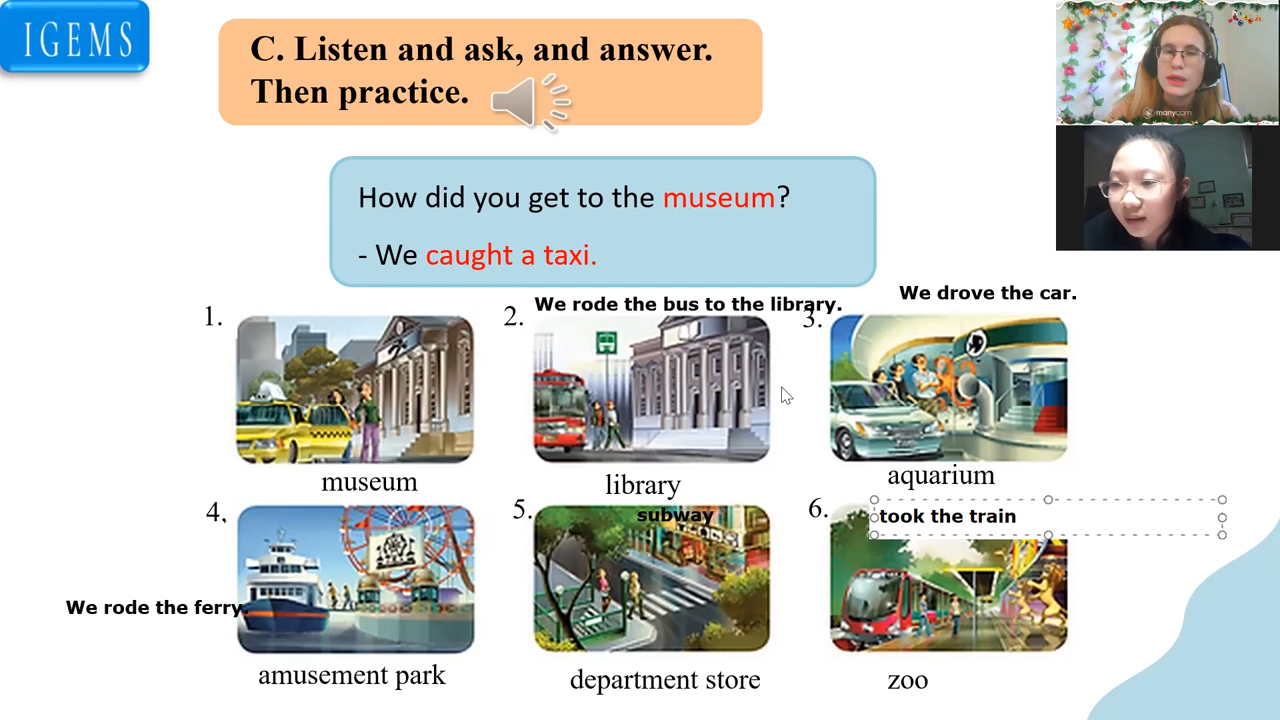 IGEMS
C. Listen and ask, and answer.
Then practice.
manycam
How did you get to the museum?
- We caught a taxi.
We rode the bus to the library.
We drove the car.
1.
2.
3.
museum
library
aquarium
4.
5.
6.
subway
took the train
We rode the ferry.
amusement park
department store
zoo